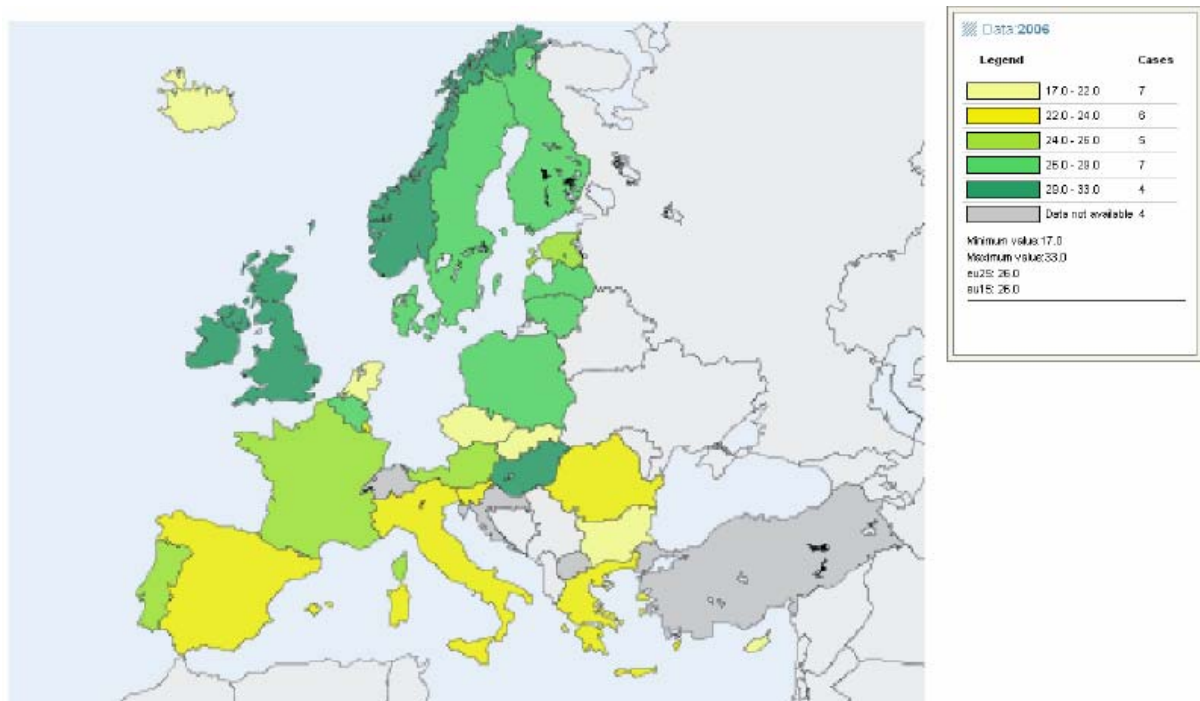 Data:2006
Legend Cases
17.0 - 22.0 7
22.0 - 24.0 6
24.0 - 26.0 5
26.0 - 29.0 7
29.0 - 33.0 4
Data not available 4
Minimum value:17.0
Maximum value:33.0
eu25: 26.0
eu15: 26.0